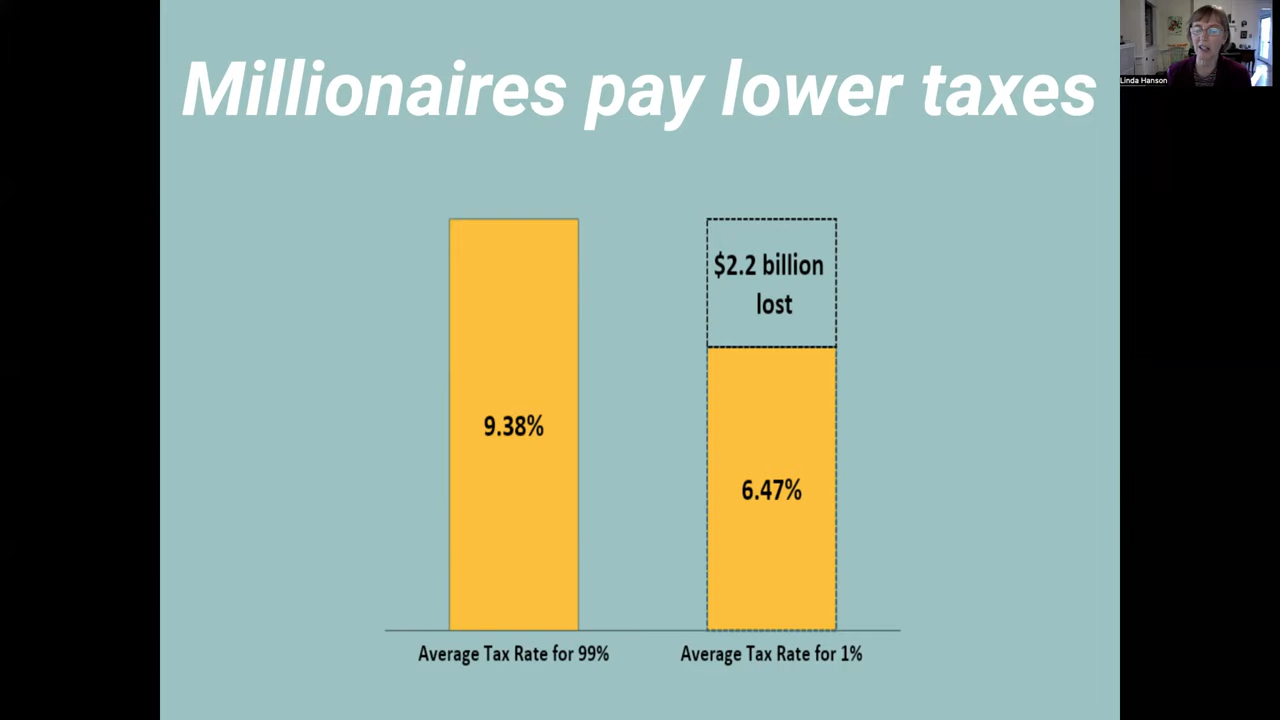 Millionaires pay lower taxes
Linda Hanson
$2.2 billion
lost
9.38%
6.47%
Average Tax Rate for 99%
Average Tax Rate for 1%